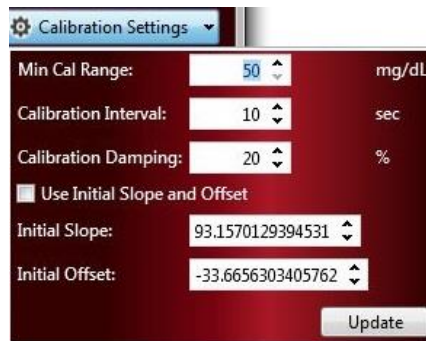 Calibration Settings
Min Cal Range: 50 mg/dL
Calibration Interval: 10 sec
Calibration Damping: 20 %
Use Initial Slope and Offset
Initial Slope: 93.1570129394531
Initial Offset: -33.6656303405762
Update